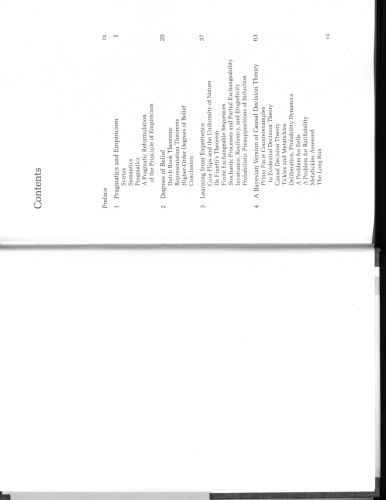 Contents
Preface ix
1 Pragmatics and Empiricism 1
Syntax
Semantics
Pragmatics
A Pragmatic Reformulation
of the Principle of Empiricism
2 Degrees of Belief 20
Dutch Book Theorems
Representation Theorems
Higher-Order Degrees of Belief
Conclusion
3 Learning from Experience 37
Coin Flips and the Uniformity of Nature
De Finetti's Theorem
Finite Exchangeable Sequences
Stochastic Processes and Partial Exchangeability
Invariance, Resiliency, and Ergodicity
Probabilistic Presuppositions of Induction
4 A Bayesian Version of Causal Decision Theory 63
Prima Facie Counterexamples
to Evidential Decision Theory
Causal Decision Theory
Tickles and Metatickles
Deliberation Probability Dynamics
A Problem for Eells
A Problem for Ratifiability
Metatickles Assessed
The Long Run
vii